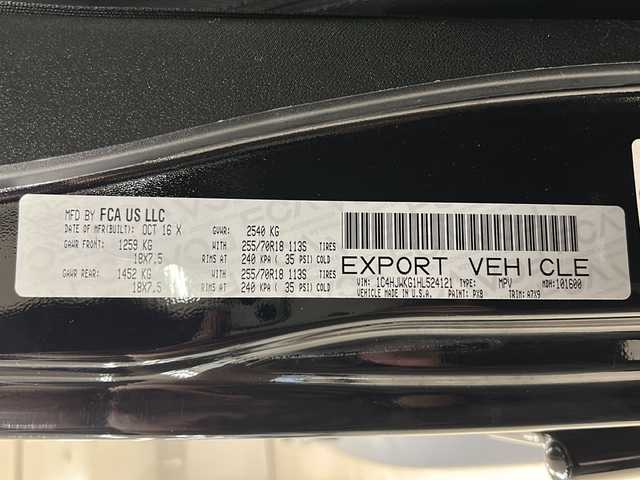 MFD BY FCA US LLC
DATE OF MFR(BUILT): OCT 16 X GVWR: 2540 KG
GAWR FRONT: 1259 KG WITH 255/70R18 113S TIRES
18X7.5 RIMS AT 240 KPA ( 35 PSI) COLD
GAWR REAR: 1452 KG WITH 255/70R18 113S TIRES
18X7.5 RIMS AT 240 KPA ( 35 PSI) COLD
EXPORT VEHICLE
VIN: 1C4HJWKG1HL524121 TYPE: MPV MDH:101600
VEHICLE MADE IN U.S.A. PAINT: PX8 TRIM: A7X9